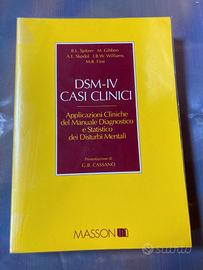 R.L. Spitzer M. Gibbon
A.E. Skodol J.B.W. Williams
M.B. First
DSM-IV
CASI CLINICI
Applicazioni Cliniche
del Manuale Diagnostico
e Statistico
dei Disturbi Mentali
Presentazione di
G.B. CASSANO
MASSON
subito